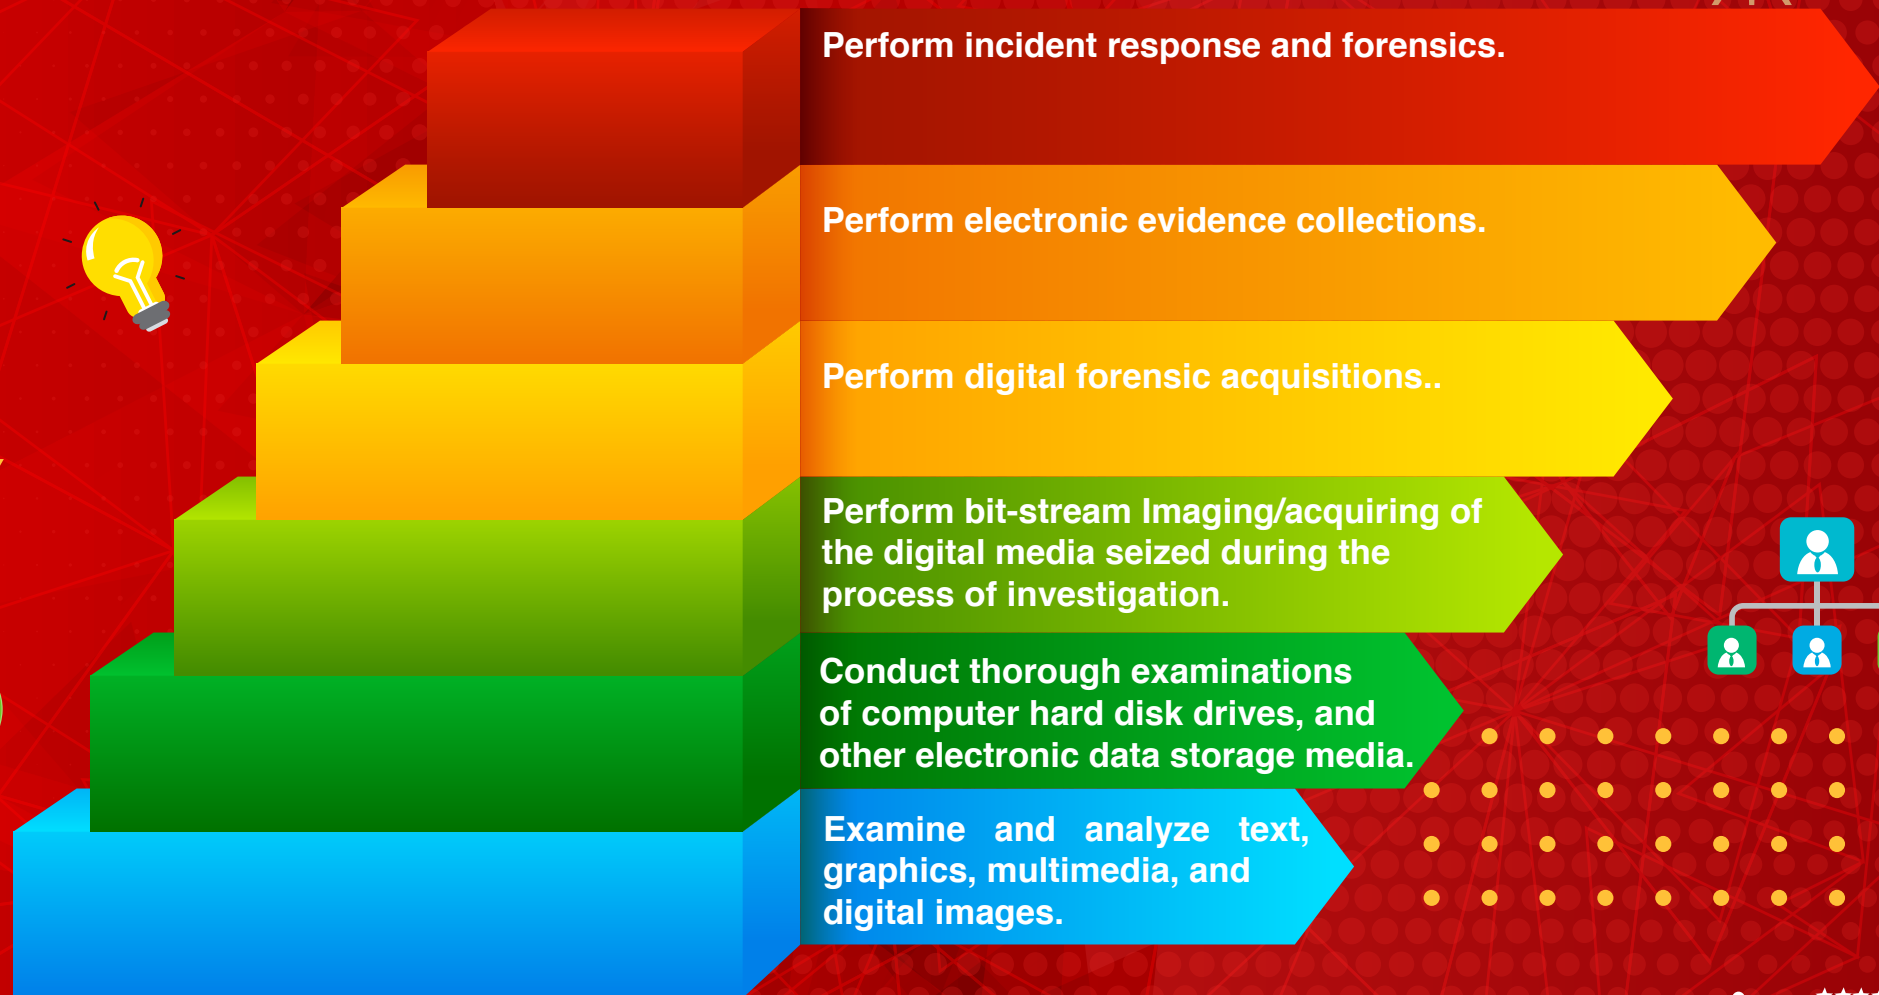 Perform incident response and forensics.
Perform electronic evidence collections.
Perform digital forensic acquisitions..
Perform bit-stream Imaging/acquiring of
the digital media seized during the
process of investigation.
Conduct thorough examinations
of computer hard disk drives, and
other electronic data storage media.
Examine and analyze text,
graphics, multimedia, and
digital images.